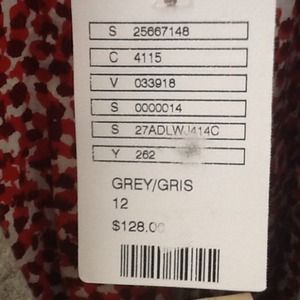 S 25667148
C 4115
V 033918
S 0000014
S 27ADLWJ414C
Y 262
GREY/GRIS
12
$128.00